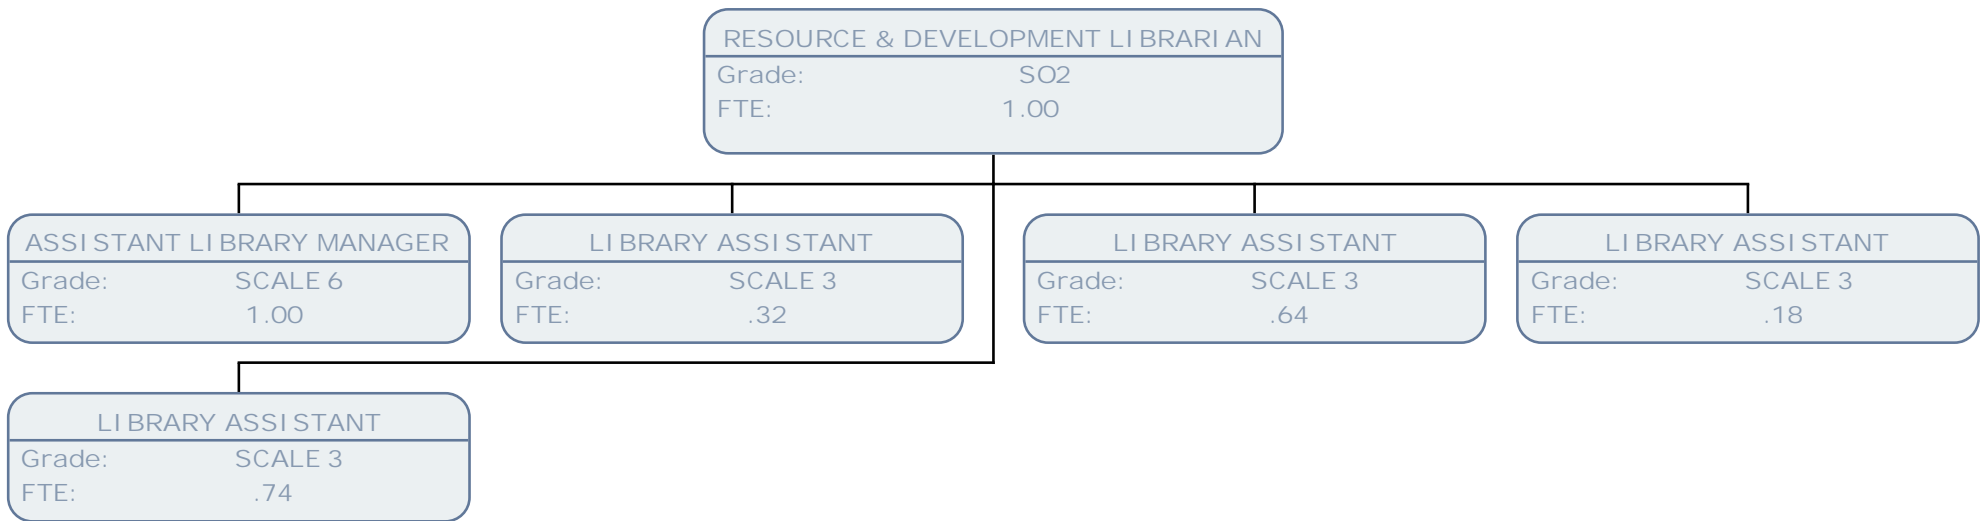 RESOURCE & DEVELOPMENT LIBRARIAN
Grade: SO2
FTE: 1.00
ASSISTANT LIBRARY MANAGER
Grade: SCALE 6
FTE: 1.00
LIBRARY ASSISTANT
Grade: SCALE 3
FTE: .32
LIBRARY ASSISTANT
Grade: SCALE 3
FTE: .64
LIBRARY ASSISTANT
Grade: SCALE 3
FTE: .18
LIBRARY ASSISTANT
Grade: SCALE 3
FTE: .74